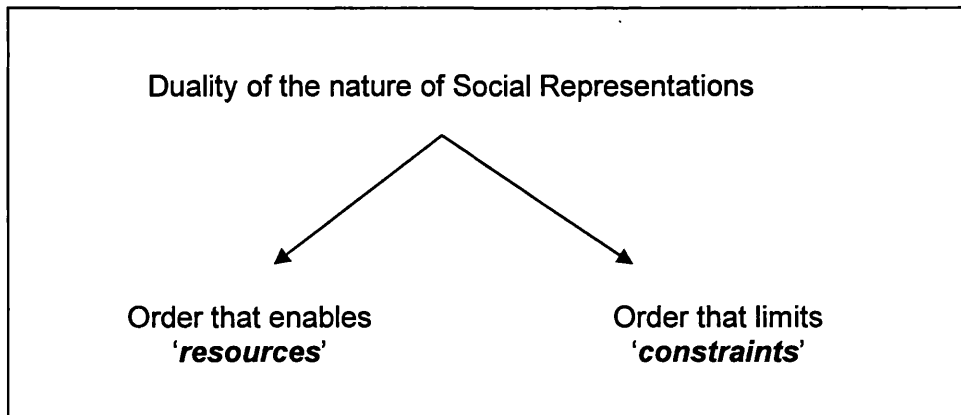 Duality of the nature of Social Representations
Order that enables
'resources'
Order that limits
'constraints'